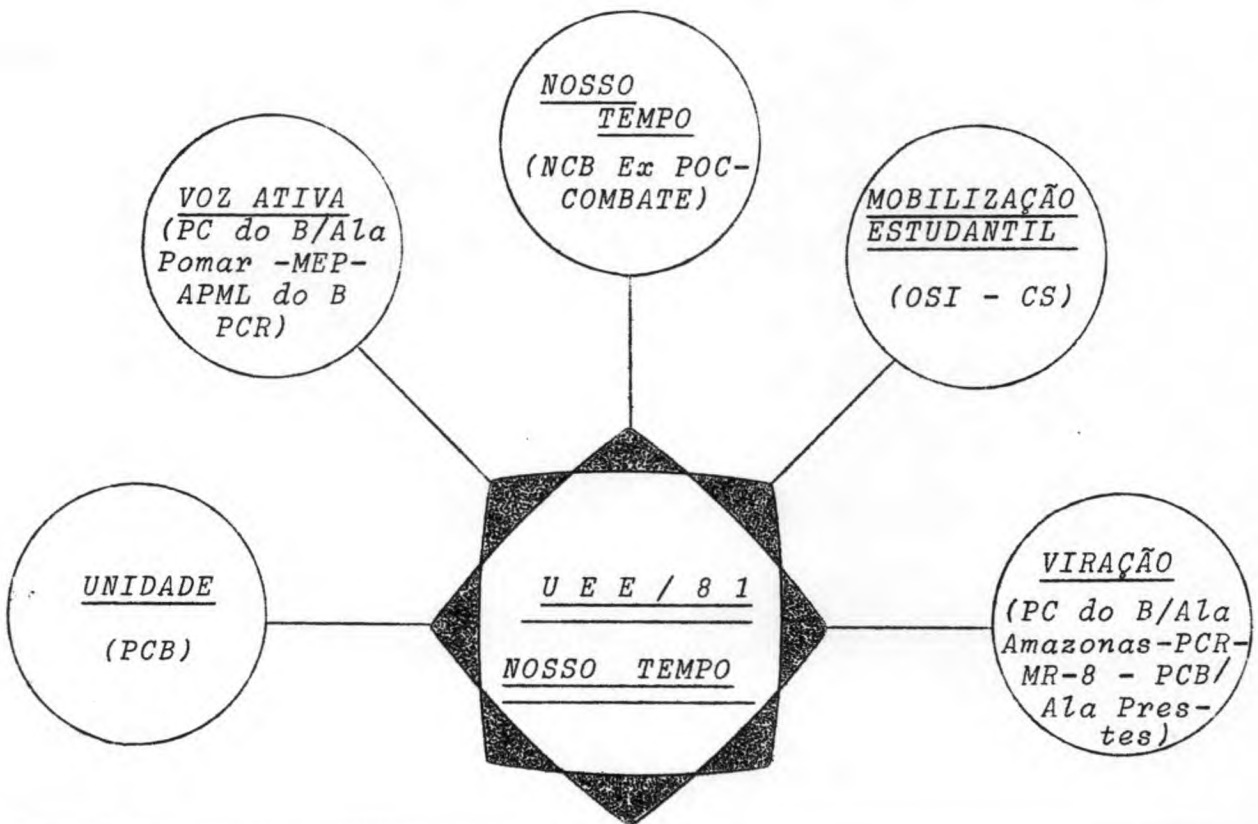 NOSSO
TEMPO
(NCB Ex POC-
COMBATE)
VOZ ATIVA
(PC do B/Ala
Pomar -MEP-
APML do B
PCR)
MOBILIZAÇÃO
ESTUDANTIL
(OSI - CS)
UNIDADE
(PCB)
U E E / 8 1
NOSSO TEMPO
VIRAÇÃO
(PC do B/Ala
Amazonas-PCR-
MR-8 - PCB/
Ala Pres-
tes)